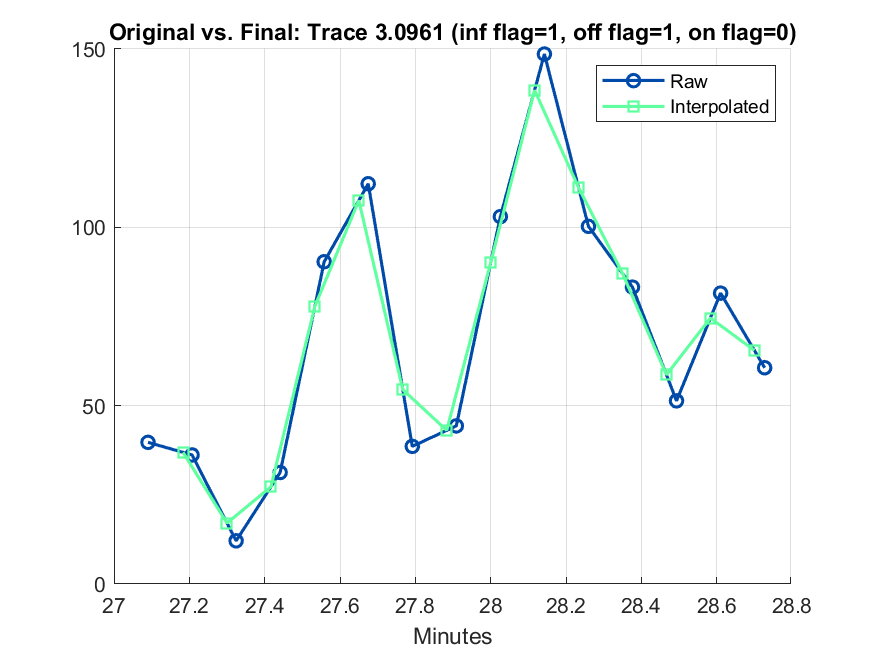 Original vs. Final: Trace 3.0961 (inf flag=1, off flag=1, on flag=0)
150
100
50
0
Raw
Interpolated
27 27.2 27.4 27.6 27.8 28 28.2 28.4 28.6 28.8
Minutes